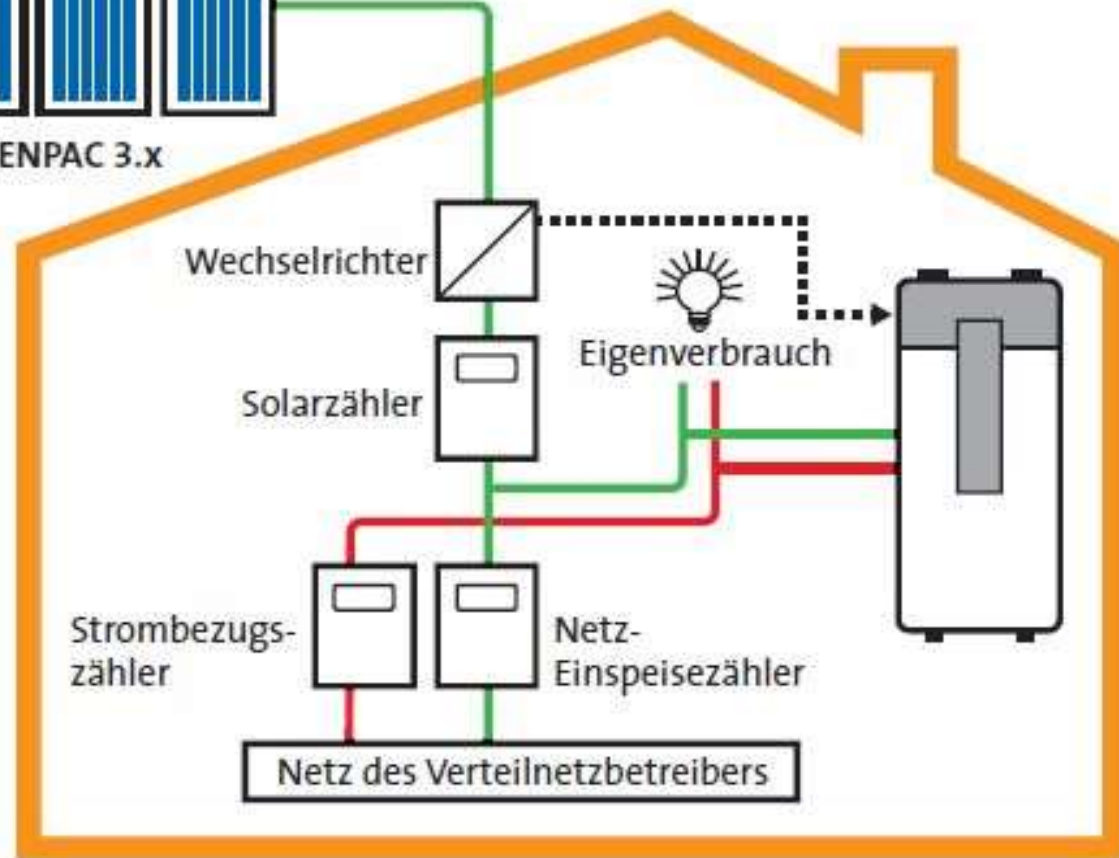 ENPAC 3.x
Wechselrichter
Eigenverbrauch
Solarzähler
Strombezugs-
zähler
Netz-
Einspeisezähler
Netz des Verteilnetzbetreibers